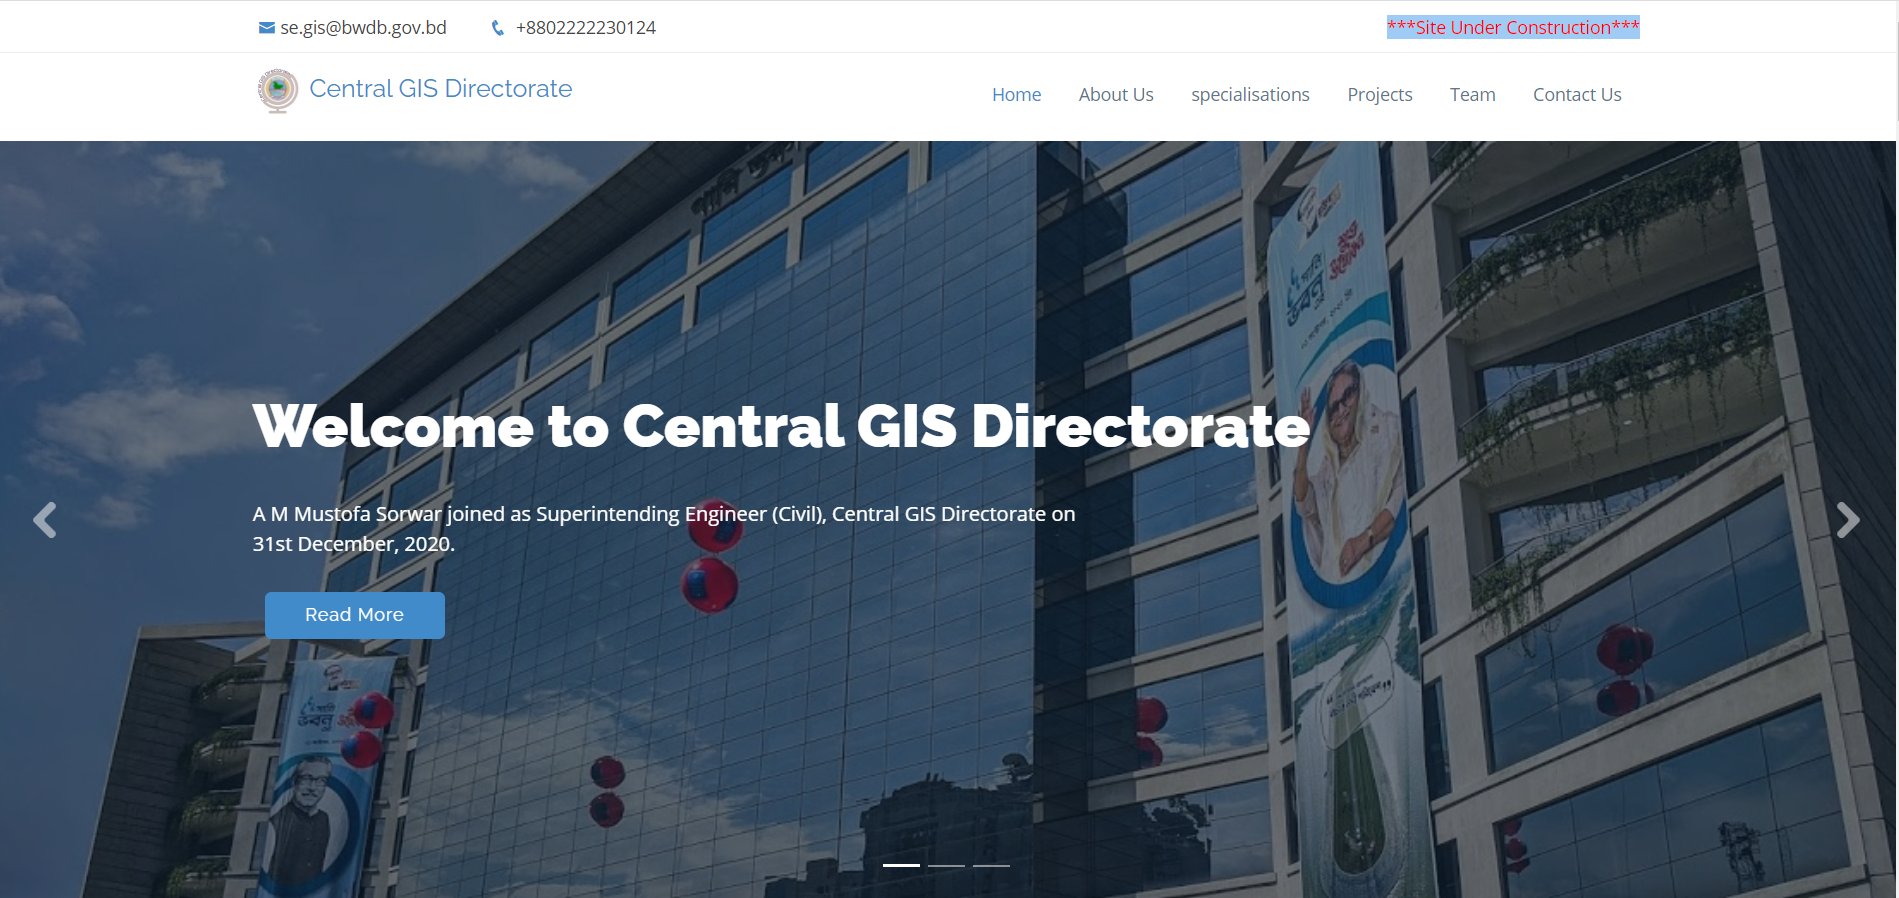 se.gis@bwdb.gov.bd
+8802222230124
***Site Under Construction***
Central GIS Directorate
Home
About Us
specialisations
Projects
Team
Contact Us
Welcome to Central GIS Directorate
A M Mustofa Sorwar joined as Superintending Engineer (Civil), Central GIS Directorate on
31st December, 2020.
Read More
পানি
ভবন
পানি
ভবন